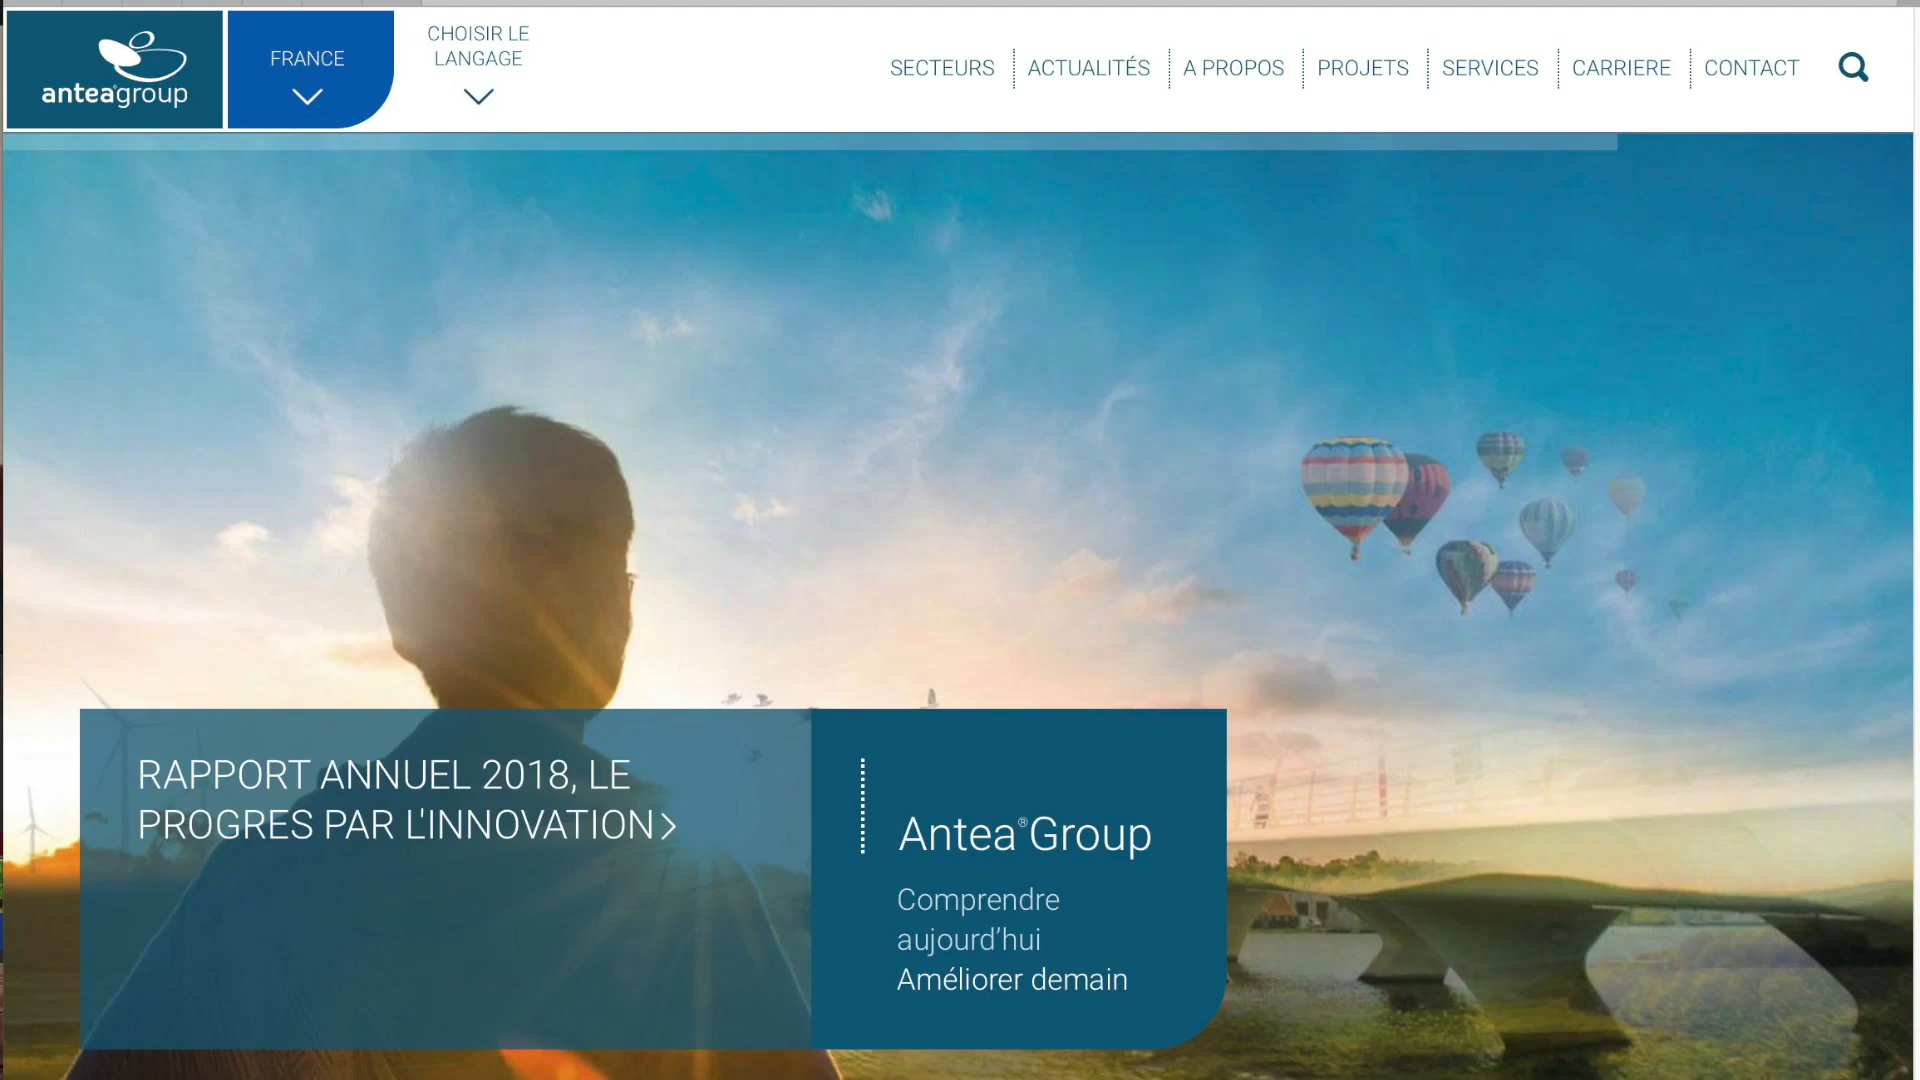 anteagroup
FRANCE
CHOISIR LE
LANGAGE
SECTEURS
ACTUALITÉS
A PROPOS
PROJETS
SERVICES
CARRIERE
CONTACT
RAPPORT ANNUEL 2018, LE
PROGRES PAR L'INNOVATION
Antea®Group
Comprendre
aujourd’hui
Améliorer demain